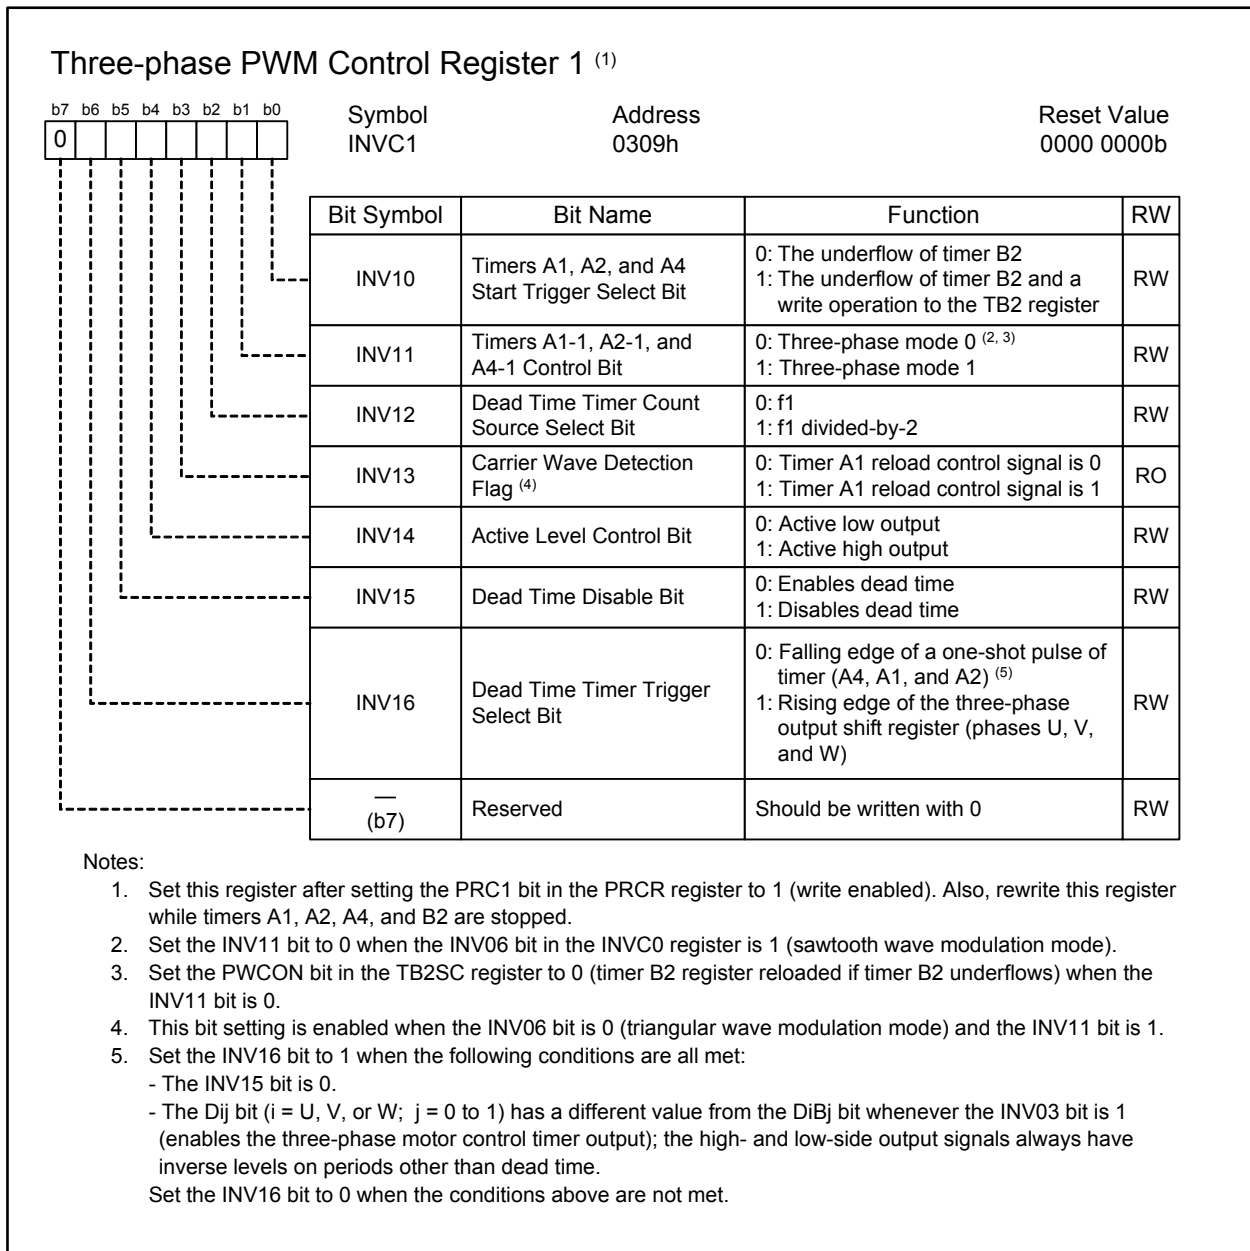 Three-phase PWM Control Register 1 (1)
b7 b6 b5 b4 b3 b2 b1 b0
Symbol Address Reset Value
0
INVC1 0309h 0000 0000b
Bit Symbol Bit Name Function RW
INV10
Timers A1, A2, and A4
Start Trigger Select Bit
0: The underflow of timer B2
1: The underflow of timer B2 and a
write operation to the TB2 register
RW
INV11
Timers A1-1, A2-1, and
A4-1 Control Bit
0: Three-phase mode 0 (2, 3)
1: Three-phase mode 1
RW
INV12
Dead Time Timer Count
Source Select Bit
0: f1
1: f1 divided-by-2
RW
INV13
Carrier Wave Detection
Flag (4)
0: Timer A1 reload control signal is 0
1: Timer A1 reload control signal is 1
RO
INV14
Active Level Control Bit
0: Active low output
1: Active high output
RW
INV15
Dead Time Disable Bit
0: Enables dead time
1: Disables dead time
RW
INV16
Dead Time Timer Trigger
Select Bit
0: Falling edge of a one-shot pulse of
timer (A4, A1, and A2) (5)
1: Rising edge of the three-phase
output shift register (phases U, V,
and W)
RW
—
(b7)
Reserved
Should be written with 0
RW
Notes:
1. Set this register after setting the PRC1 bit in the PRCR register to 1 (write enabled). Also, rewrite this register
while timers A1, A2, A4, and B2 are stopped.
2. Set the INV11 bit to 0 when the INV06 bit in the INVC0 register is 1 (sawtooth wave modulation mode).
3. Set the PWCON bit in the TB2SC register to 0 (timer B2 register reloaded if timer B2 underflows) when the
INV11 bit is 0.
4. This bit setting is enabled when the INV06 bit is 0 (triangular wave modulation mode) and the INV11 bit is 1.
5. Set the INV16 bit to 1 when the following conditions are all met:
- The INV15 bit is 0.
- The Dij bit (i = U, V, or W; j = 0 to 1) has a different value from the DiBj bit whenever the INV03 bit is 1
(enables the three-phase motor control timer output); the high- and low-side output signals always have
inverse levels on periods other than dead time.
Set the INV16 bit to 0 when the conditions above are not met.